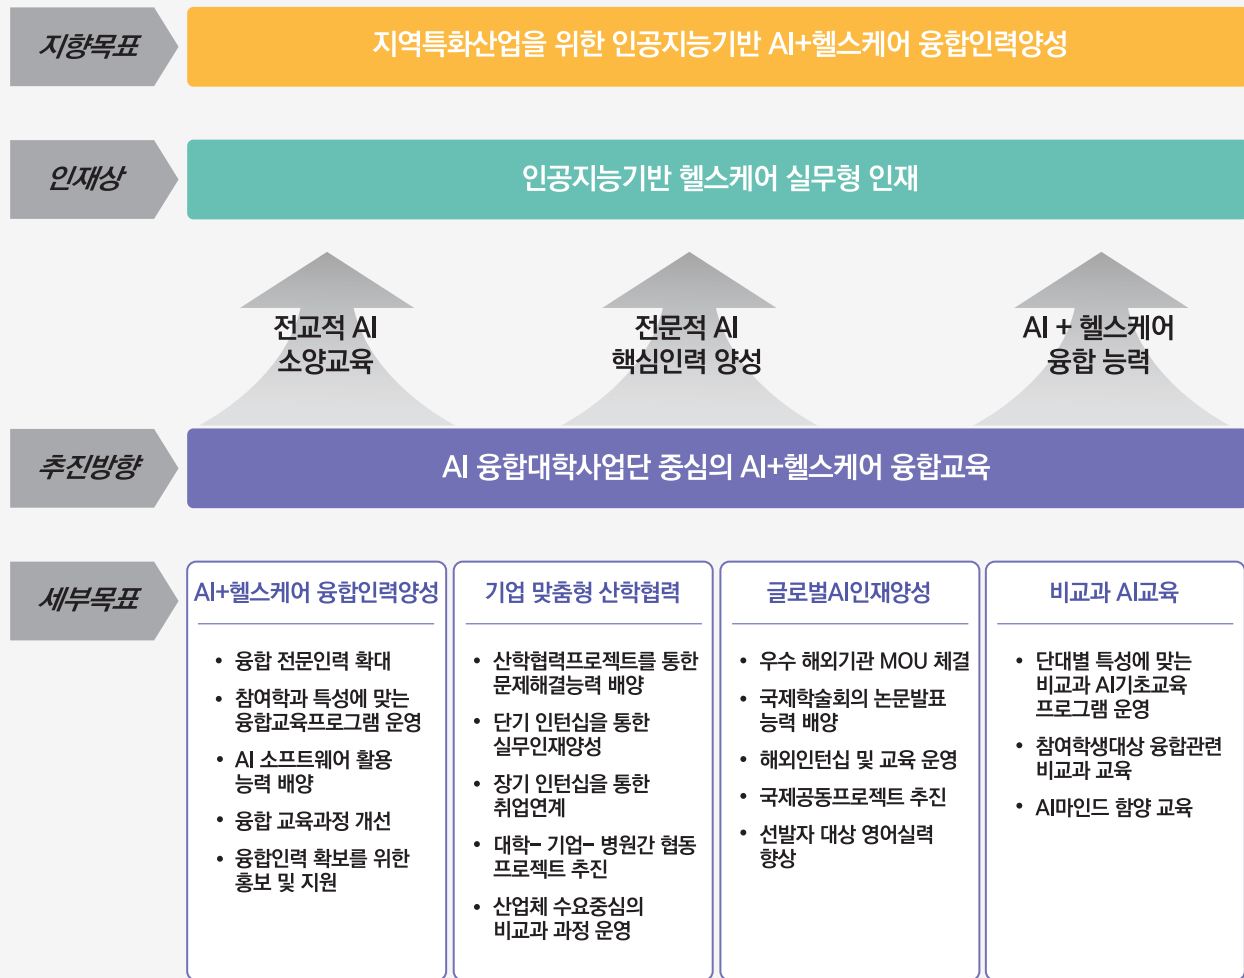 지향목표
지역특화산업을 위한 인공지능기반 AI+헬스케어 융합인력양성
인재상
인공지능기반 헬스케어 실무형 인재
전교적 AI
소양교육
전문적 AI
핵심인력 양성
AI + 헬스케어
융합 능력
추진방향
AI 융합대학사업단 중심의 AI+헬스케어 융합교육
세부목표
AI+헬스케어 융합인력양성
• 융합 전문인력 확대
• 참여학과 특성에 맞는
융합교육프로그램 운영
• AI 소프트웨어 활용
능력 배양
• 융합 교육과정 개선
• 융합인력 확보를 위한
홍보 및 지원
기업 맞춤형 산학협력
• 산학협력프로젝트를 통한
문제해결능력 배양
• 단기 인턴십을 통한
실무인재양성
• 장기 인턴십을 통한
취업연계
• 대학– 기업– 병원간 협동
프로젝트 추진
• 산업체 수요중심의
비교과 과정 운영
글로벌AI인재양성
• 우수 해외기관 MOU 체결
• 국제학술회의 논문발표
능력 배양
• 해외인턴십 및 교육 운영
• 국제공동프로젝트 추진
• 선발자 대상 영어실력
향상
비교과 AI교육
• 단대별 특성에 맞는
비교과 AI기초교육
프로그램 운영
• 참여학생대상 융합관련
비교과 교육
• AI마인드 함양 교육